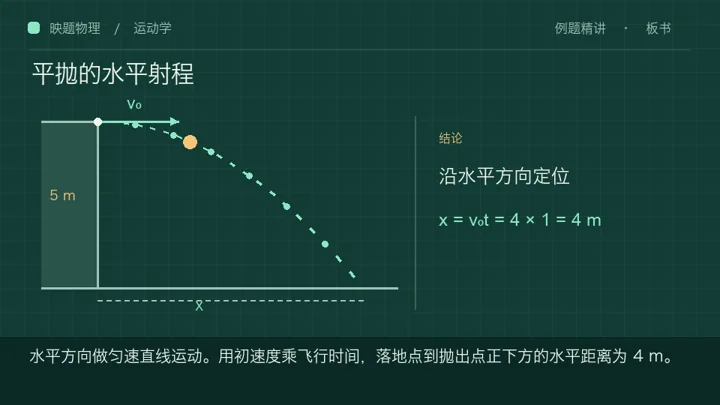 映题物理 / 运动学
例题精讲 · 板书
平抛的水平射程
v₀
5 m
x
结论
沿水平方向定位
x = v₀t = 4 × 1 = 4 m
水平方向做匀速直线运动。用初速度乘飞行时间，落地点到抛出点正下方的水平距离为 4 m。